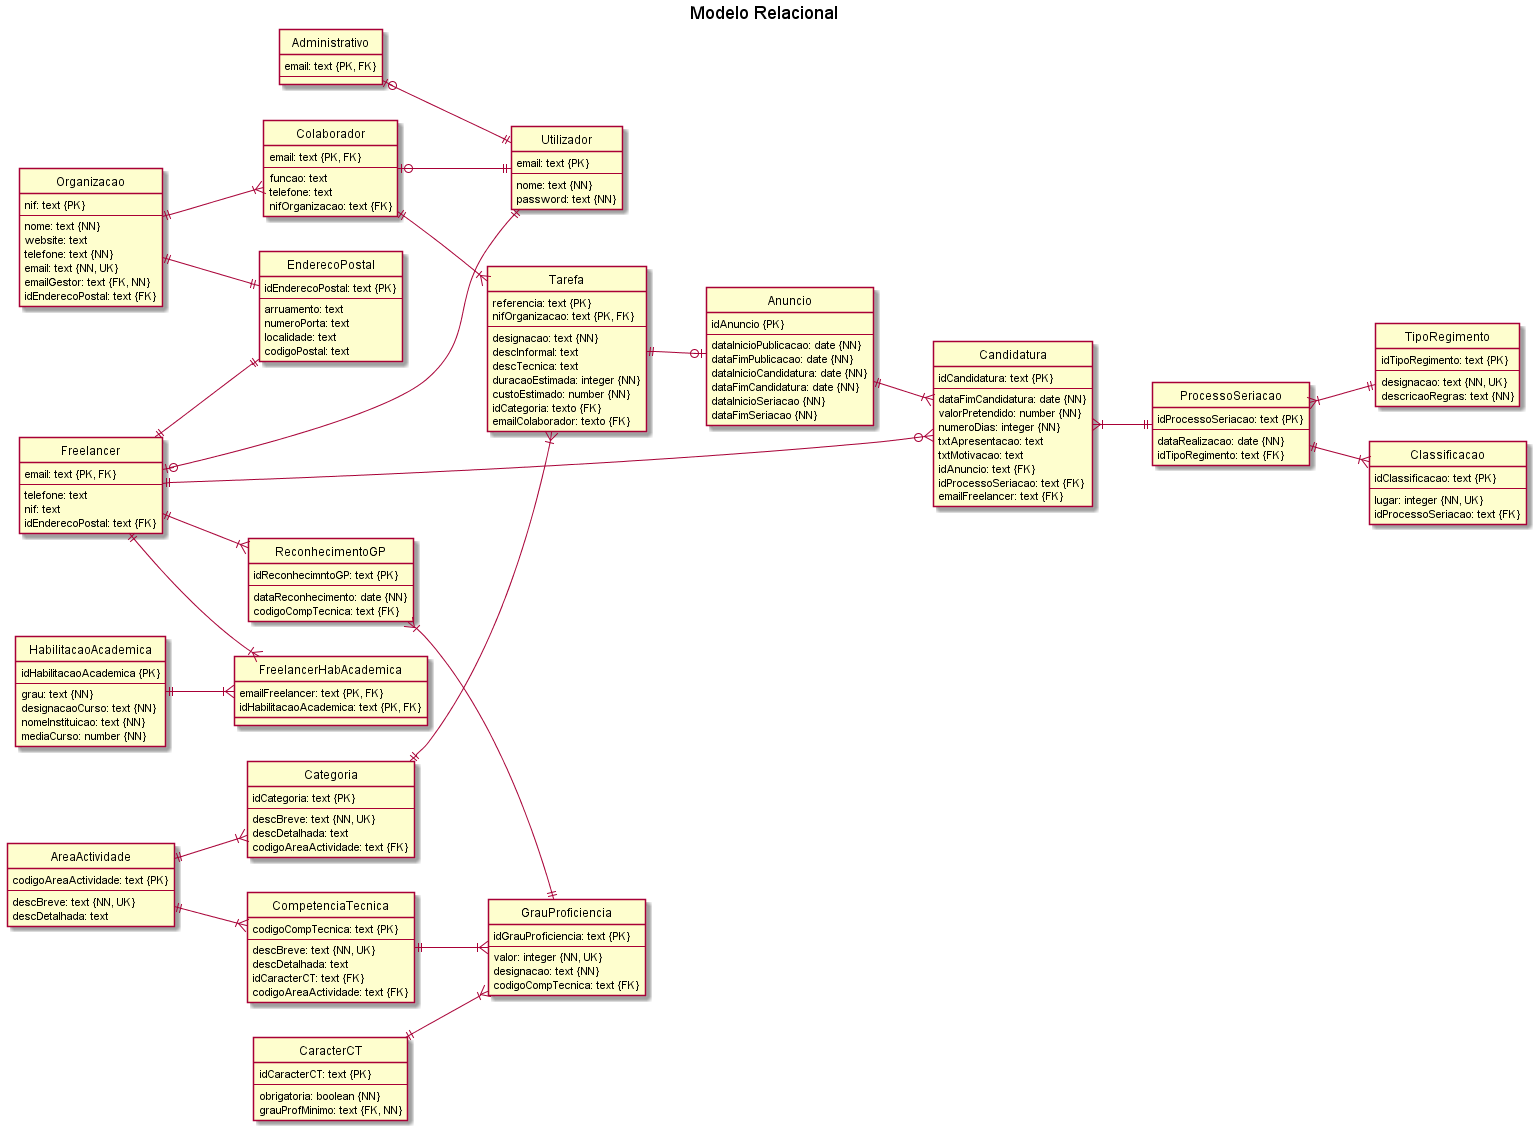 Modelo Relacional
Administrativo
email: text {PK, FK}
Colaborador
email: text {PK, FK}
funcao: text
telefone: text
nifOrganizacao: text {FK}
Utilizador
email: text {PK}
nome: text {NN}
password: text {NN}
Organizacao
nif: text {PK}
nome: text {NN}
website: text
telefone: text {NN}
email: text {NN, UK}
emailGestor: text {FK, NN}
idEnderecoPostal: text {FK}
EnderecoPostal
idEnderecoPostal: text {PK}
arruamento: text
numeroPorta: text
localidade: text
codigoPostal: text
Tarefa
referencia: text {PK}
nifOrganizacao: text {PK, FK}
designacao: text {NN}
descInformal: text
descTecnica: text
duracaoEstimada: integer {NN}
custoEstimado: number {NN}
idCategoria: texto {FK}
emailColaborador: texto {FK}
Anuncio
idAnuncio {PK}
dataInicioPublicacao: date {NN}
dataFimPublicacao: date {NN}
dataInicioCandidatura: date {NN}
dataFimCandidatura: date {NN}
dataInicioSeriacao {NN}
dataFimSeriacao {NN}
Candidatura
idCandidatura: text {PK}
dataFimCandidatura: date {NN}
valorPretendido: number {NN}
numeroDias: integer {NN}
txtApresentacao: text
txtMotivacao: text
idAnuncio: text {FK}
idProcessoSeriacao: text {FK}
emailFreelancer: text {FK}
ProcessoSeriacao
idProcessoSeriacao: text {PK}
dataRealizacao: date {NN}
idTipoRegimento: text {FK}
TipoRegimento
idTipoRegimento: text {PK}
designacao: text {NN, UK}
descricaoRegras: text {NN}
Classificacao
idClassificacao: text {PK}
lugar: integer {NN, UK}
idProcessoSeriacao: text {FK}
Freelancer
email: text {PK, FK}
telefone: text
nif: text
idEnderecoPostal: text {FK}
ReconhecimentoGP
idReconhecimntoGP: text {PK}
dataReconhecimento: date {NN}
codigoCompTecnica: text {FK}
HabilitacaoAcademica
idHabilitacaoAcademica {PK}
grau: text {NN}
designacaoCurso: text {NN}
nomeInstituicao: text {NN}
mediaCurso: number {NN}
FreelancerHabAcademica
emailFreelancer: text {PK, FK}
idHabilitacaoAcademica: text {PK, FK}
Categoria
idCategoria: text {PK}
descBreve: text {NN, UK}
descDetalhada: text
codigoAreaActividade: text {FK}
AreaActividade
codigoAreaActividade: text {PK}
descBreve: text {NN, UK}
descDetalhada: text
CompetenciaTecnica
codigoCompTecnica: text {PK}
descBreve: text {NN, UK}
descDetalhada: text
idCaracterCT: text {FK}
codigoAreaActividade: text {FK}
GrauProficiencia
idGrauProficiencia: text {PK}
valor: integer {NN, UK}
designacao: text {NN}
codigoCompTecnica: text {FK}
CaracterCT
idCaracterCT: text {PK}
obrigatoria: boolean {NN}
grauProfMinimo: text {FK, NN}